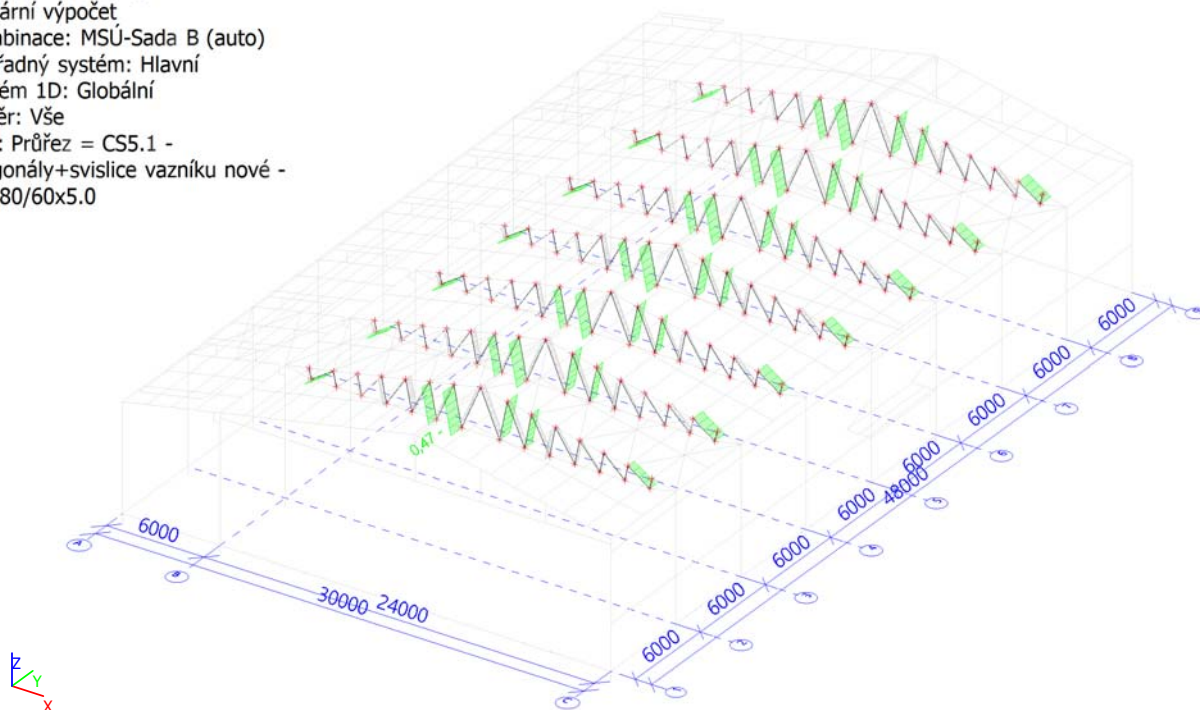 ární výpočet
binace: MSÚ-Sada B (auto)
řadný systém: Hlavní
ém 1D: Globální
ěr: Vše
: Průřez = CS5.1 -
gonály+svislice vazníku nové -
80/60x5.0
0,47 -
6000
6000
6000
6000
6000
48000
6000
6000
6000
6000
30000
24000
A
B
C
Z
Y
X